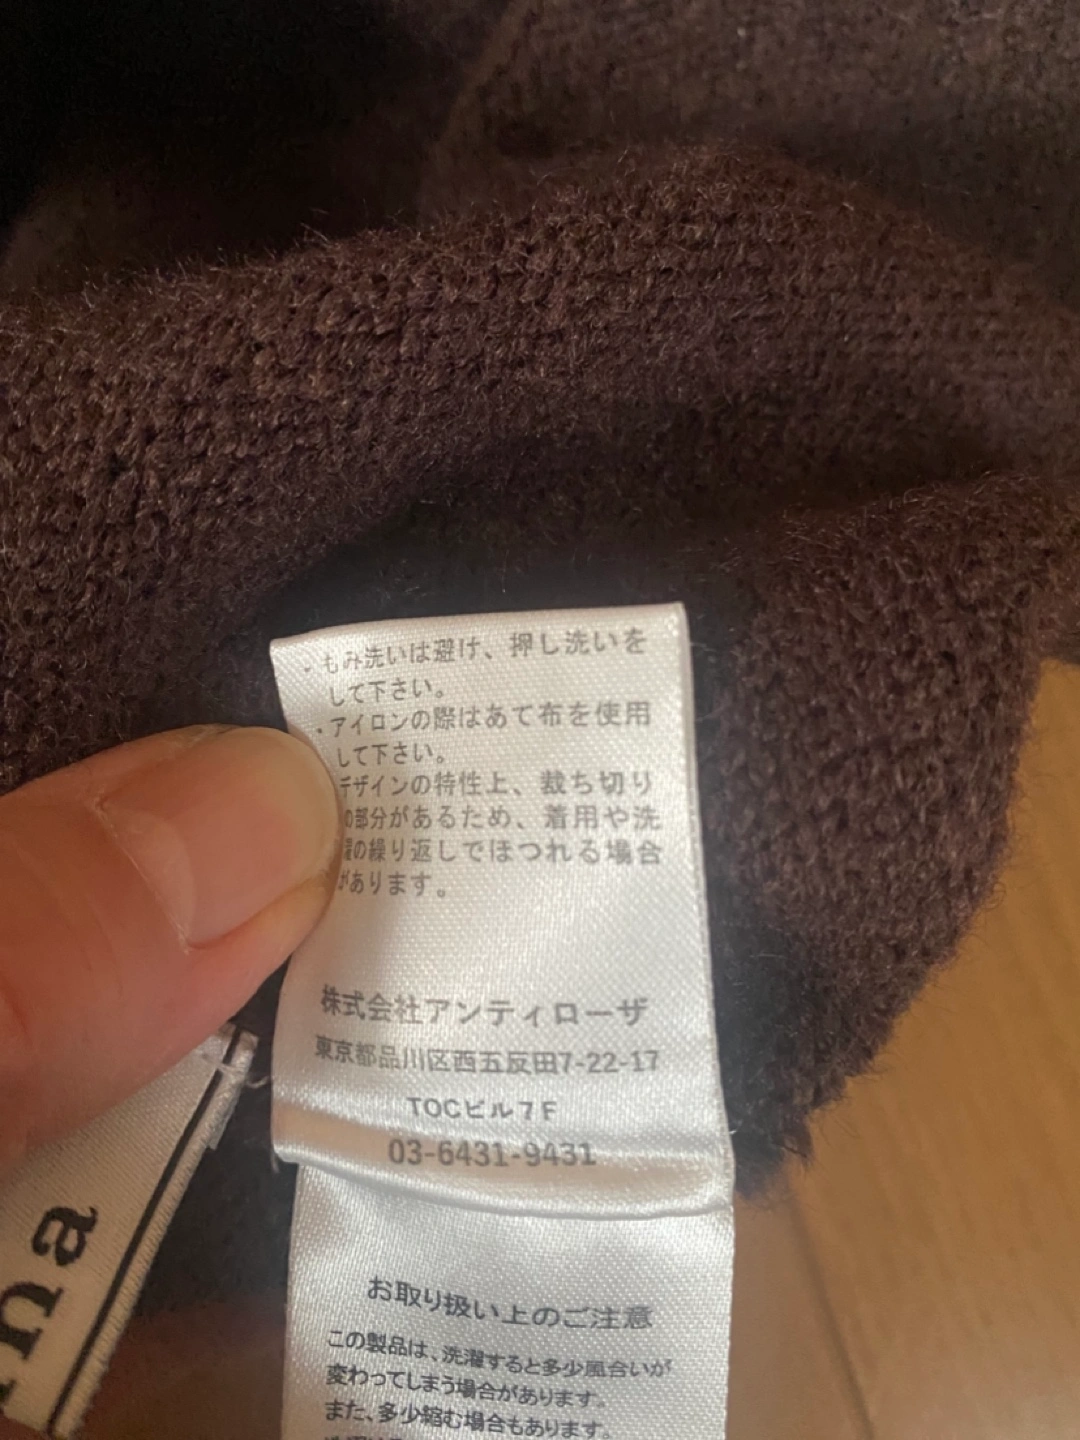 ・もみ洗いは避け、押し洗いを
して下さい。
・アイロンの際はあて布を使用
して下さい。
デザインの特性上、裁ち切り
の部分があるため、着用や洗
濯の繰り返しでほつれる場合
があります。
株式会社アンティローザ
東京都品川区西五反田7-22-17
TOCビル7F
03-6431-9431
お取り扱い上のご注意
この製品は、洗濯すると多少風合いが
変わってしまう場合があります。
また、多少縮む場合もあります。
na